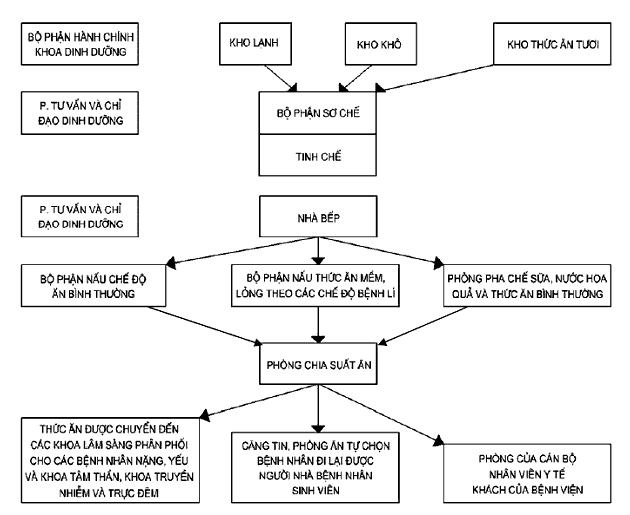 BỘ PHẬN HÀNH CHÍNH
KHOA DINH DƯỠNG
KHO LẠNH
KHO KHÔ
KHO THỨC ĂN TƯƠI
P. TƯ VẤN VÀ CHỈ
ĐẠO DINH DƯỠNG
BỘ PHẬN SƠ CHẾ
TINH CHẾ
P. TƯ VẤN VÀ CHỈ
ĐẠO DINH DƯỠNG
NHÀ BẾP
BỘ PHẬN NẤU CHẾ ĐỘ
ĂN BÌNH THƯỜNG
BỘ PHẬN NẤU THỨC ĂN MỀM,
LỎNG THEO CÁC CHẾ ĐỘ BỆNH LÍ
PHÒNG PHA CHẾ SỮA, NƯỚC HOA
QUẢ VÀ THỨC ĂN BÌNH THƯỜNG
PHÒNG CHIA SUẤT ĂN
THỨC ĂN ĐƯỢC CHUYỂN ĐẾN
CÁC KHOA LÂM SÀNG PHÂN PHỐI
CHO CÁC BỆNH NHÂN NẶNG, YẾU
VÀ KHOA TÂM THẦN, KHOA TRUYỀN
NHIỄM VÀ TRỰC ĐÊM
CĂNG TIN, PHÒNG ĂN TỰ CHỌN
BỆNH NHÂN ĐI LẠI ĐƯỢC
NGƯỜI NHÀ BỆNH NHÂN
SINH VIÊN
PHÒNG CỦA CÁN BỘ
NHÂN VIÊN Y TẾ
KHÁCH CỦA BỆNH VIỆN